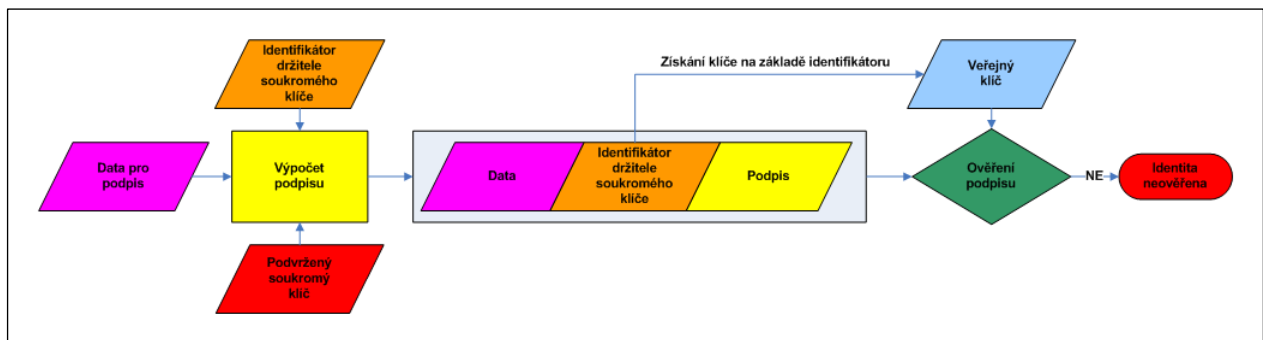 Identifikátor
držitele
soukromého
klíče
Získání klíče na základě identifikátoru
Veřejný
klíč
Data pro
podpis
Výpočet
podpisu
Data
Identifikátor
držitele
soukromého
klíče
Podpis
Ověření
podpisu
NE
Identita
neověřena
Podvržený
soukromý
klíč